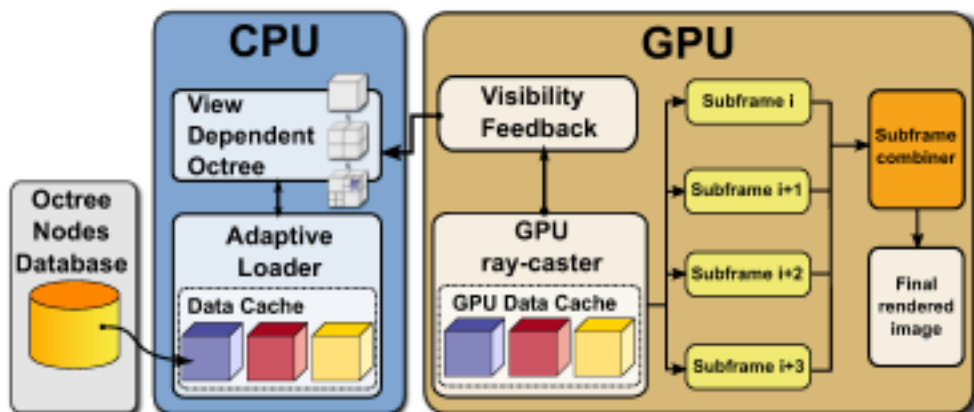 CPU
GPU
View
Dependent
Octree
Visibility
Feedback
Subframe i
Subframe
combiner
Octree
Nodes
Database
Adaptive
Loader
Data Cache
GPU
ray-caster
GPU Data Cache
Subframe i+1
Subframe i+2
Subframe i+3
Final
rendered
image